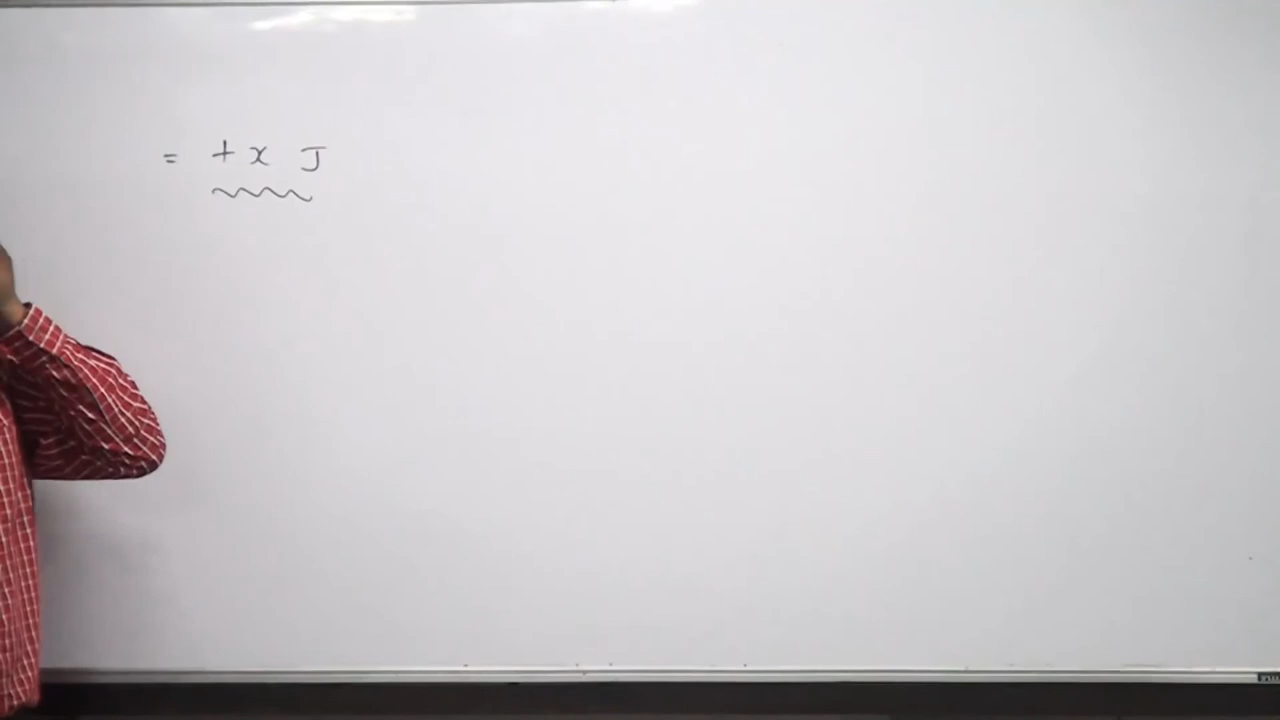 = + x J